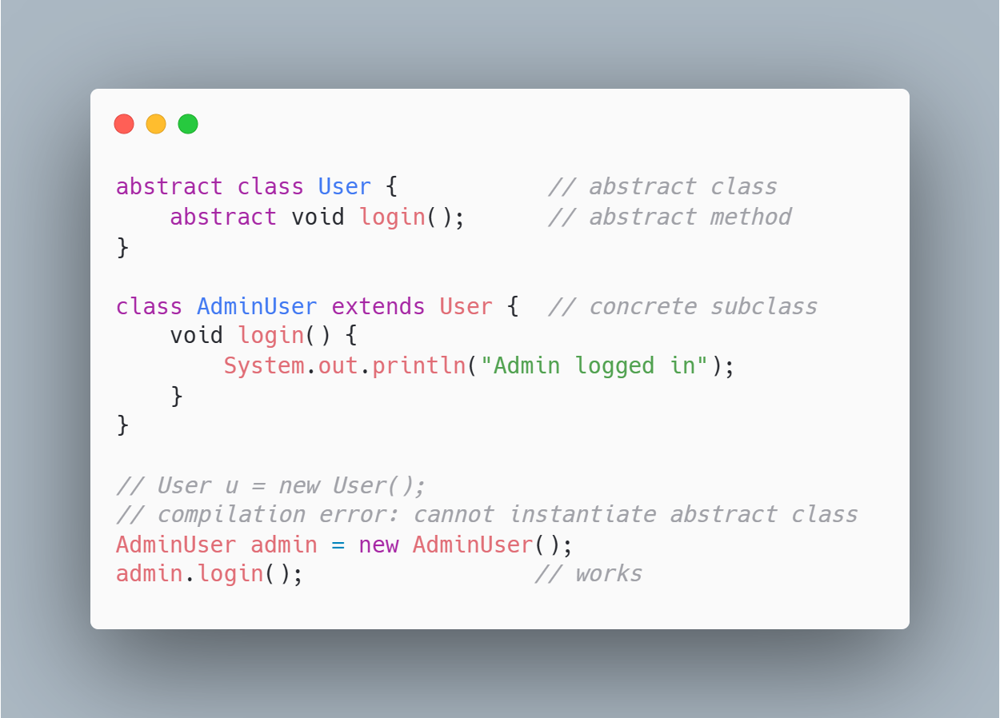 abstract class User {           // abstract class
    abstract void login();      // abstract method
}

class AdminUser extends User {  // concrete subclass
    void login() {
        System.out.println("Admin logged in");
    }
}

// User u = new User();
// compilation error: cannot instantiate abstract class
AdminUser admin = new AdminUser();
admin.login();                 // works